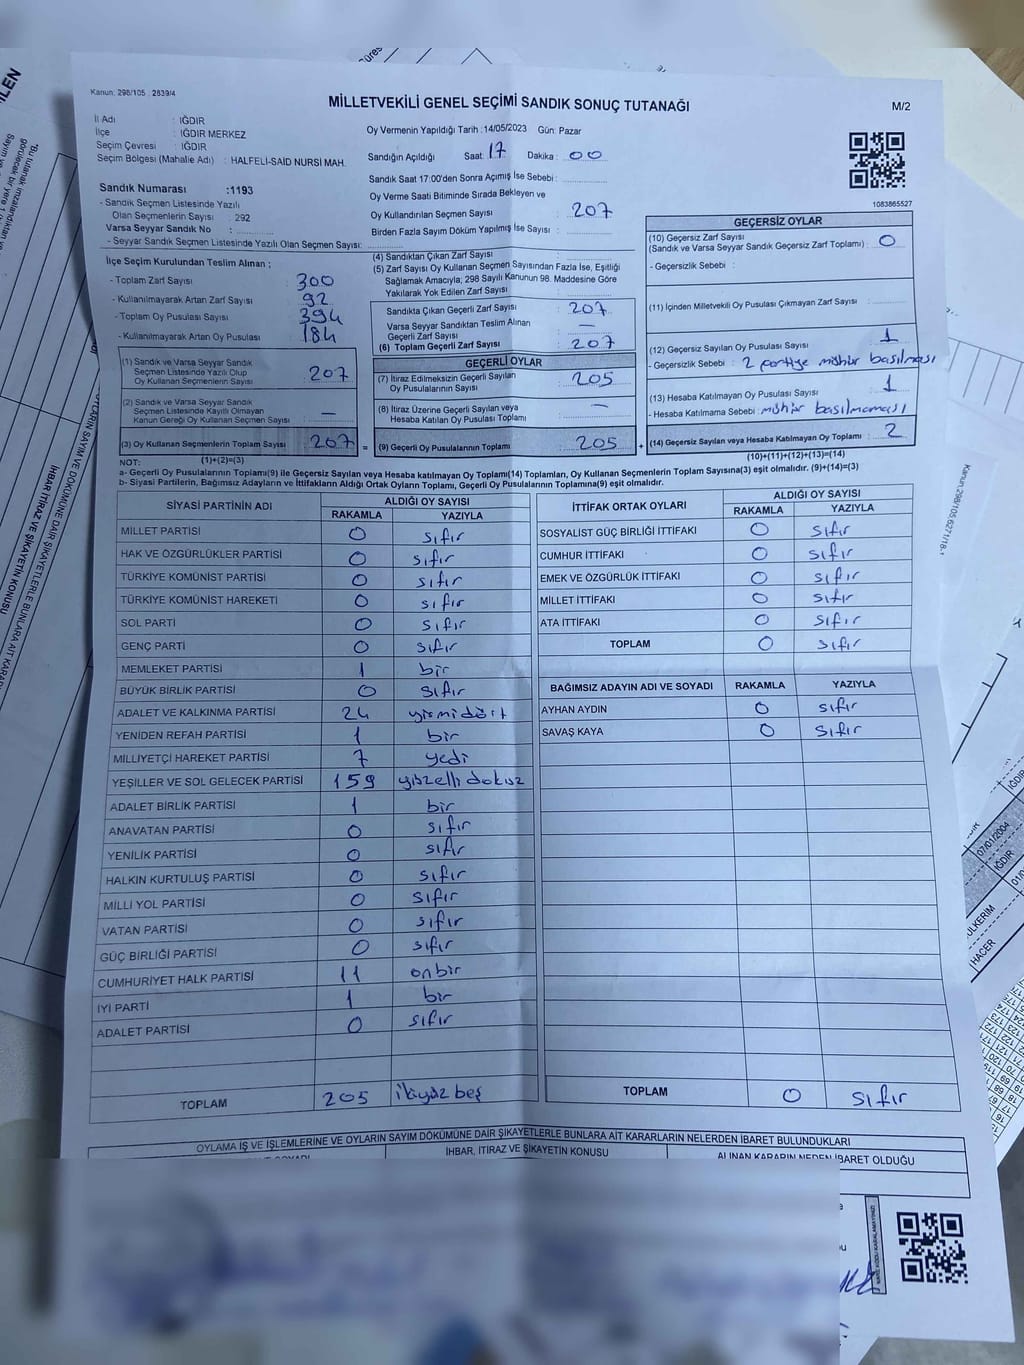 Kanun: 298/105 : 2839/4
MİLLETVEKİLİ GENEL SEÇİMİ SANDIK SONUÇ TUTANAĞI
M/2
İl Adı : IĞDIR
İlçe : IĞDIR MERKEZ
Seçim Çevresi : IĞDIR
Seçim Bölgesi (Mahalle Adı) : HALFELİ-SAİD NURSİ MAH.
Oy Vermenin Yapıldığı Tarih : 14/05/2023 Gün: Pazar
Sandığın Açıldığı Saat: 17 Dakika : 00
Sandık Saat 17:00'den Sonra Açılmış İse Sebebi :
Sandık Numarası :1193
- Sandık Seçmen Listesinde Yazılı
Olan Seçmenlerin Sayısı : 292
Varsa Seyyar Sandık No :
- Seyyar Sandık Seçmen Listesinde Yazılı Olan Seçmen Sayısı:
Oy Verme Saati Bitiminde Sırada Bekleyen ve
Oy Kullandırılan Seçmen Sayısı : 207
Birden Fazla Sayım Döküm Yapılmış İse Sayısı :
1083865527
İlçe Seçim Kurulundan Teslim Alınan ;
- Toplam Zarf Sayısı : 300
- Kullanılmayarak Artan Zarf Sayısı : 92
- Toplam Oy Pusulası Sayısı : 394
- Kullanılmayarak Artan Oy Pusulası : 184
(4) Sandıktan Çıkan Zarf Sayısı :
(5) Zarf Sayısı Oy Kullanan Seçmen Sayısından Fazla İse, Eşitliği
Sağlamak Amacıyla; 298 Sayılı Kanunun 98. Maddesine Göre
Yakılarak Yok Edilen Zarf Sayısı :
Sandıkta Çıkan Geçerli Zarf Sayısı : 207
Varsa Seyyar Sandıktan Teslim Alınan
Geçerli Zarf Sayısı : —
(6) Toplam Geçerli Zarf Sayısı : 207
GEÇERSİZ OYLAR
(10) Geçersiz Zarf Sayısı
(Sandık ve Varsa Seyyar Sandık Geçersiz Zarf Toplamı) : 0
- Geçersizlik Sebebi :
(11) İçinden Milletvekili Oy Pusulası Çıkmayan Zarf Sayısı :
(12) Geçersiz Sayılan Oy Pusulası Sayısı : 1
- Geçersizlik Sebebi : 2 partiye mühür basılması
(13) Hesaba Katılmayan Oy Pusulası Sayısı : 1
- Hesaba Katılmama Sebebi : mühür basılmaması
(14) Geçersiz Sayılan veya Hesaba Katılmayan Oy Toplamı : 2
(10)+(11)+(12)+(13)=(14)
(1) Sandık ve Varsa Seyyar Sandık
Seçmen Listesinde Yazılı Olup
Oy Kullanan Seçmenlerin Sayısı : 207
(2) Sandık ve Varsa Seyyar Sandık
Seçmen Listesinde Kayıtlı Olmayan
Kanun Gereği Oy Kullanan Seçmen Sayısı : —
(3) Oy Kullanan Seçmenlerin Toplam Sayısı : 207 =
(1)+(2)=(3)
GEÇERLİ OYLAR
(7) İtiraz Edilmeksizin Geçerli Sayılan
Oy Pusulalarının Sayısı : 205
(8) İtiraz Üzerine Geçerli Sayılan veya
Hesaba Katılan Oy Pusulası Toplamı : —
(9) Geçerli Oy Pusulalarının Toplamı : 205 +
NOT:
a- Geçerli Oy Pusulalarının Toplamı(9) ile Geçersiz Sayılan veya Hesaba katılmayan Oy Toplamı(14) Toplamları, Oy Kullanan Seçmenlerin Toplam Sayısına(3) eşit olmalıdır. (9)+(14)=(3)
b- Siyasi Partilerin, Bağımsız Adayların ve İttifakların Aldığı Ortak Oyların Toplamı, Geçerli Oy Pusulalarının Toplamına(9) eşit olmalıdır.
SİYASİ PARTİNİN ADI ALDIĞI OY SAYISI
RAKAMLA YAZIYLA
MİLLET PARTİSİ 0 sıfır
HAK VE ÖZGÜRLÜKLER PARTİSİ 0 sıfır
TÜRKİYE KOMÜNİST PARTİSİ 0 sıfır
TÜRKİYE KOMÜNİST HAREKETİ 0 sıfır
SOL PARTİ 0 sıfır
GENÇ PARTİ 0 sıfır
MEMLEKET PARTİSİ 1 bir
BÜYÜK BİRLİK PARTİSİ 0 sıfır
ADALET VE KALKINMA PARTİSİ 24 yirmidört
YENİDEN REFAH PARTİSİ 1 bir
MİLLİYETÇİ HAREKET PARTİSİ 7 yedi
YEŞİLLER VE SOL GELECEK PARTİSİ 159 yüzellidokuz
ADALET BİRLİK PARTİSİ 1 bir
ANAVATAN PARTİSİ 0 sıfır
YENİLİK PARTİSİ 0 sıfır
HALKIN KURTULUŞ PARTİSİ 0 sıfır
MİLLİ YOL PARTİSİ 0 sıfır
VATAN PARTİSİ 0 sıfır
GÜÇ BİRLİĞİ PARTİSİ 0 sıfır
CUMHURİYET HALK PARTİSİ 11 onbir
İYİ PARTİ 1 bir
ADALET PARTİSİ 0 sıfır
TOPLAM 205 ikiyüz beş
İTTİFAK ORTAK OYLARI ALDIĞI OY SAYISI
RAKAMLA YAZIYLA
SOSYALİST GÜÇ BİRLİĞİ İTTİFAKI 0 sıfır
CUMHUR İTTİFAKI 0 sıfır
EMEK VE ÖZGÜRLÜK İTTİFAKI 0 sıfır
MİLLET İTTİFAKI 0 sıfır
ATA İTTİFAKI 0 sıfır
TOPLAM 0 sıfır
BAĞIMSIZ ADAYIN ADI VE SOYADI RAKAMLA YAZIYLA
AYHAN AYDIN 0 sıfır
SAVAŞ KAYA 0 sıfır
TOPLAM 0 sıfır
OYLAMA İŞ VE İŞLEMLERİNE VE OYLARIN SAYIM DÖKÜMÜNE DAİR ŞİKAYETLERLE BUNLARA AİT KARARLARIN NELERDEN İBARET BULUNDUKLARI
İHBAR, İTİRAZ VE ŞİKAYETİN KONUSU
ALINAN KARARIN NEDEN İBARET OLDUĞU
İHBAR İTİRAZ VE ŞİKAYETİN KONUSU
Kanun:298/105,627/1/18-1
07/01/2004
IĞDIR
HACER